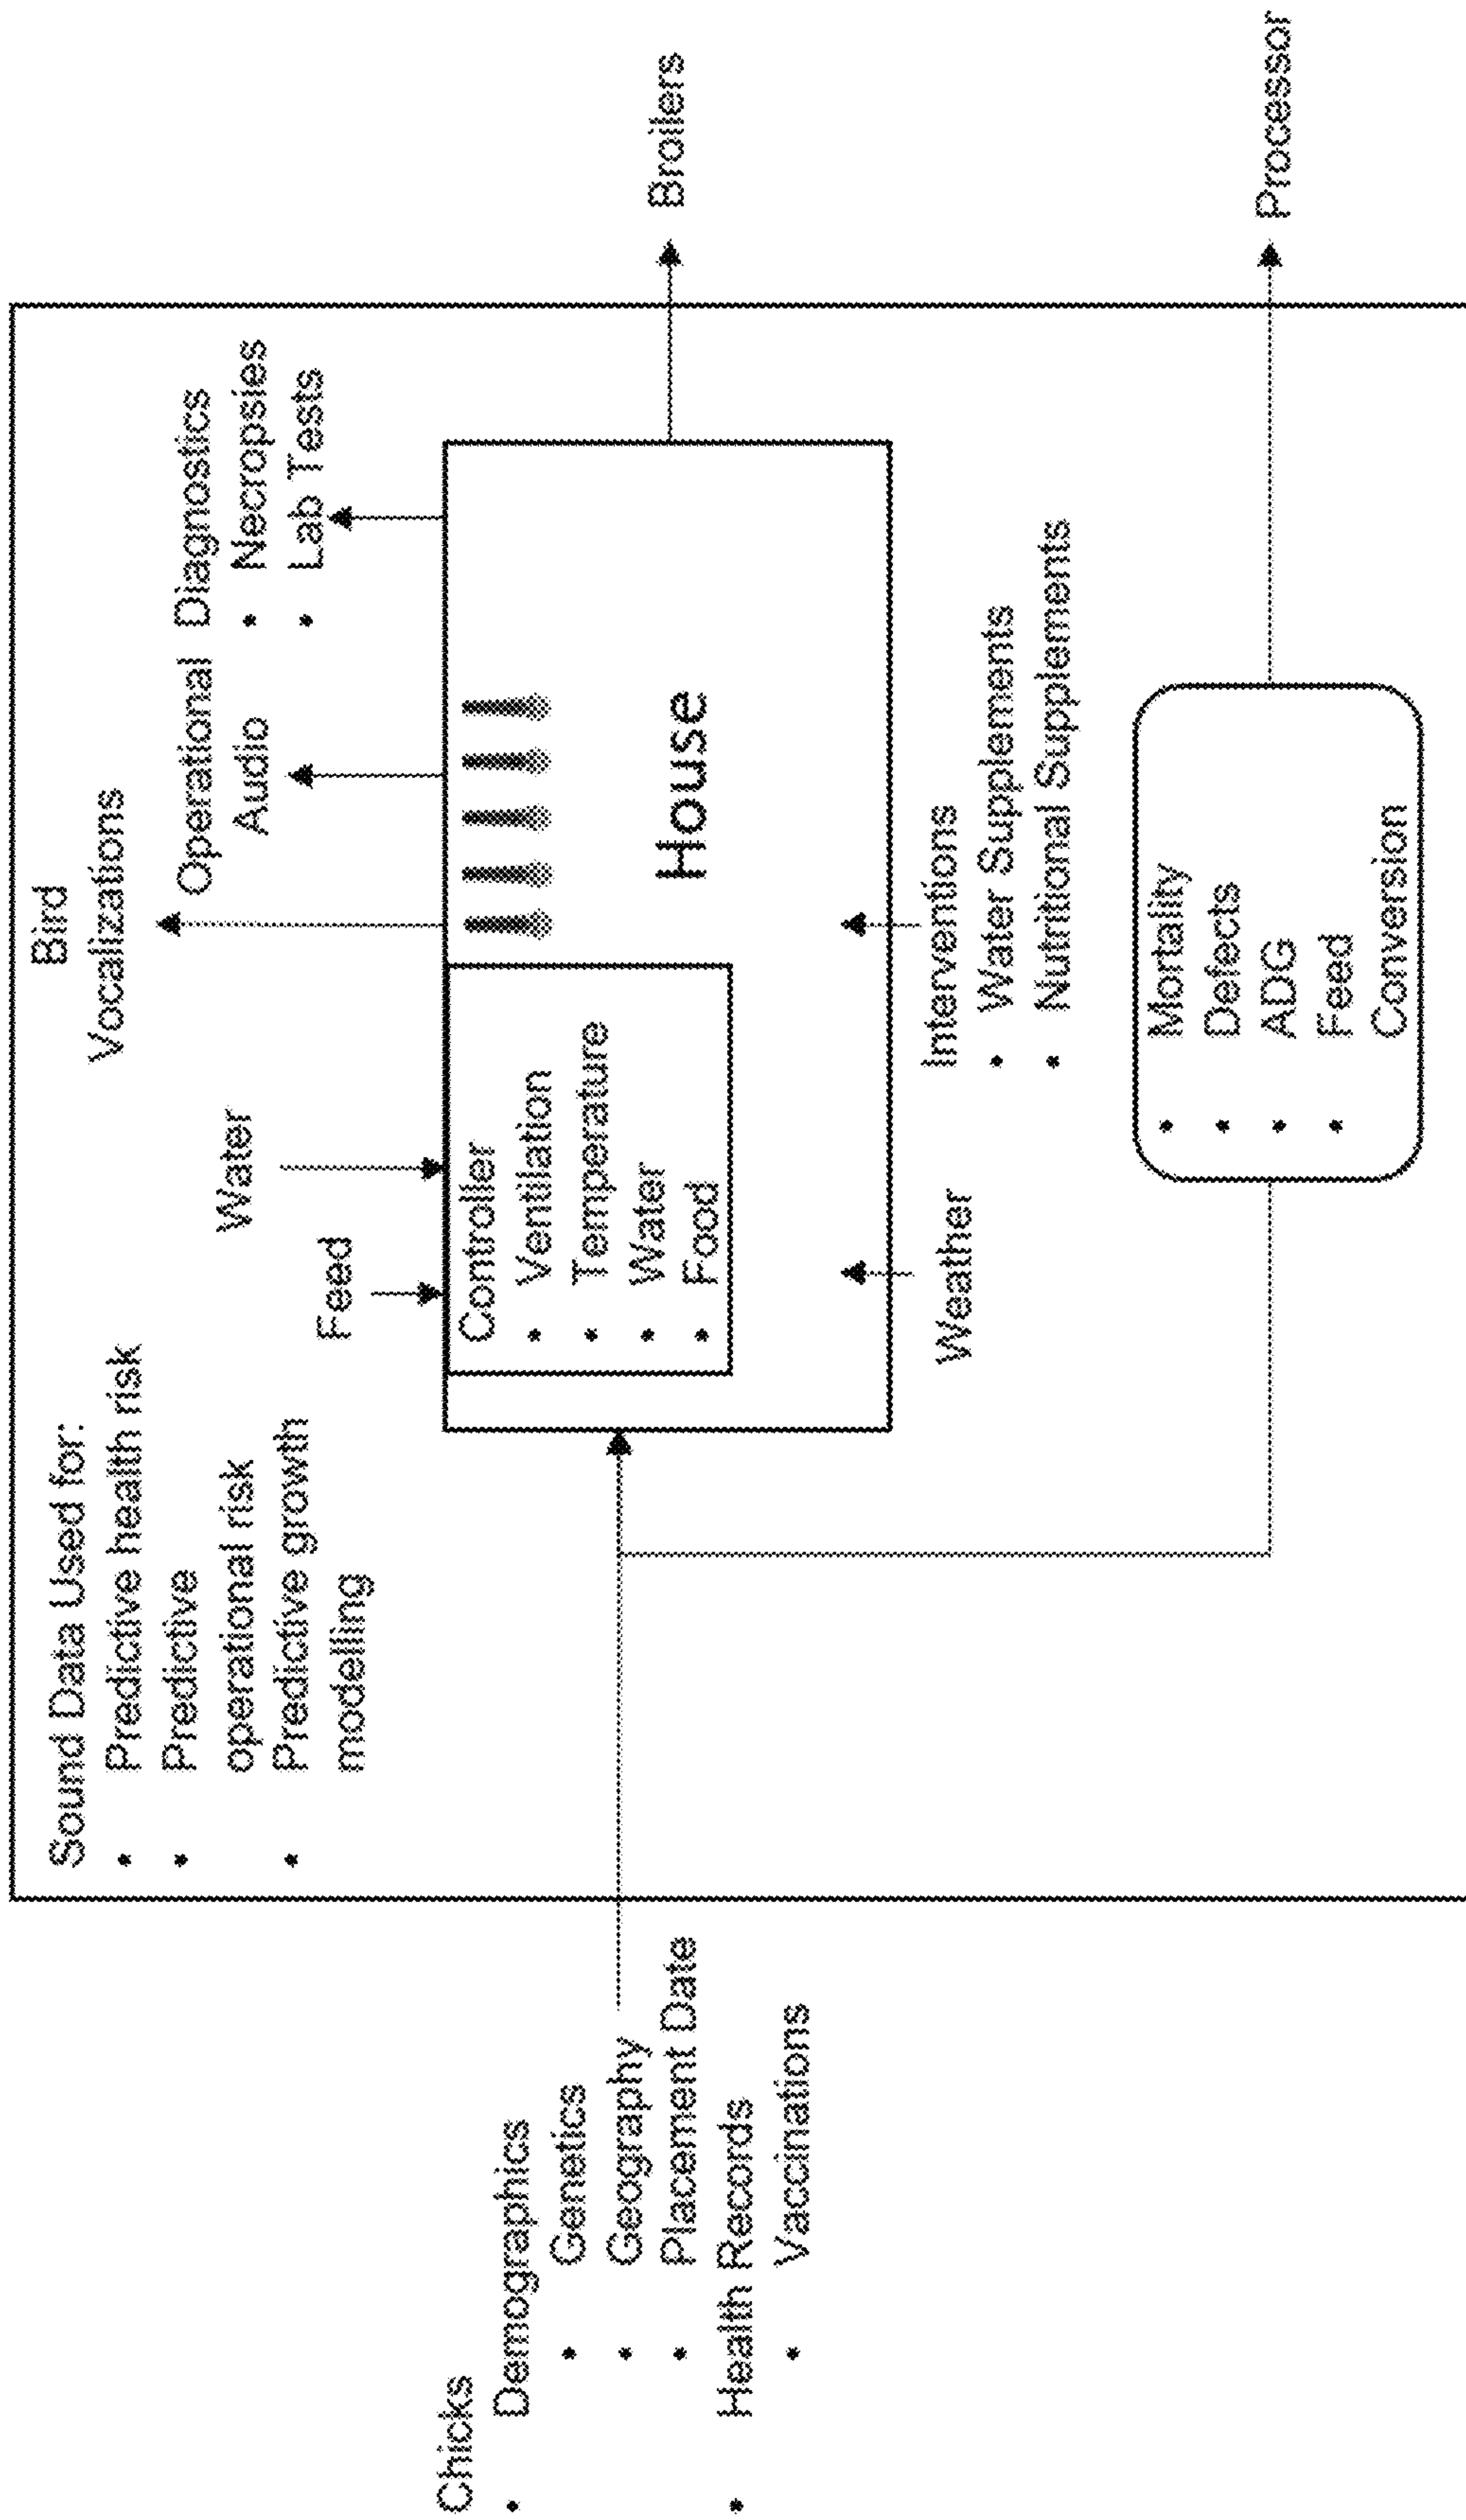 Chicks
• Demographics
• Genetics
• Geography
• Placement Date
• Health Records
• Vaccinations
Sound Data Used for:
• Predictive health risk
• Predictive
operational risk
• Predictive growth
modelling
Feed
Water
Bird
Vocalizations
Operational
Audio
Diagnostics
• Necropsies
• Lab Tests
Controller
• Ventilation
• Temperature
• Water
• Food
House
Weather
Interventions
• Water Supplements
• Nutritional Supplements
• Mortality
• Defects
• ADG
• Feed
Conversion
Broilers
Processor